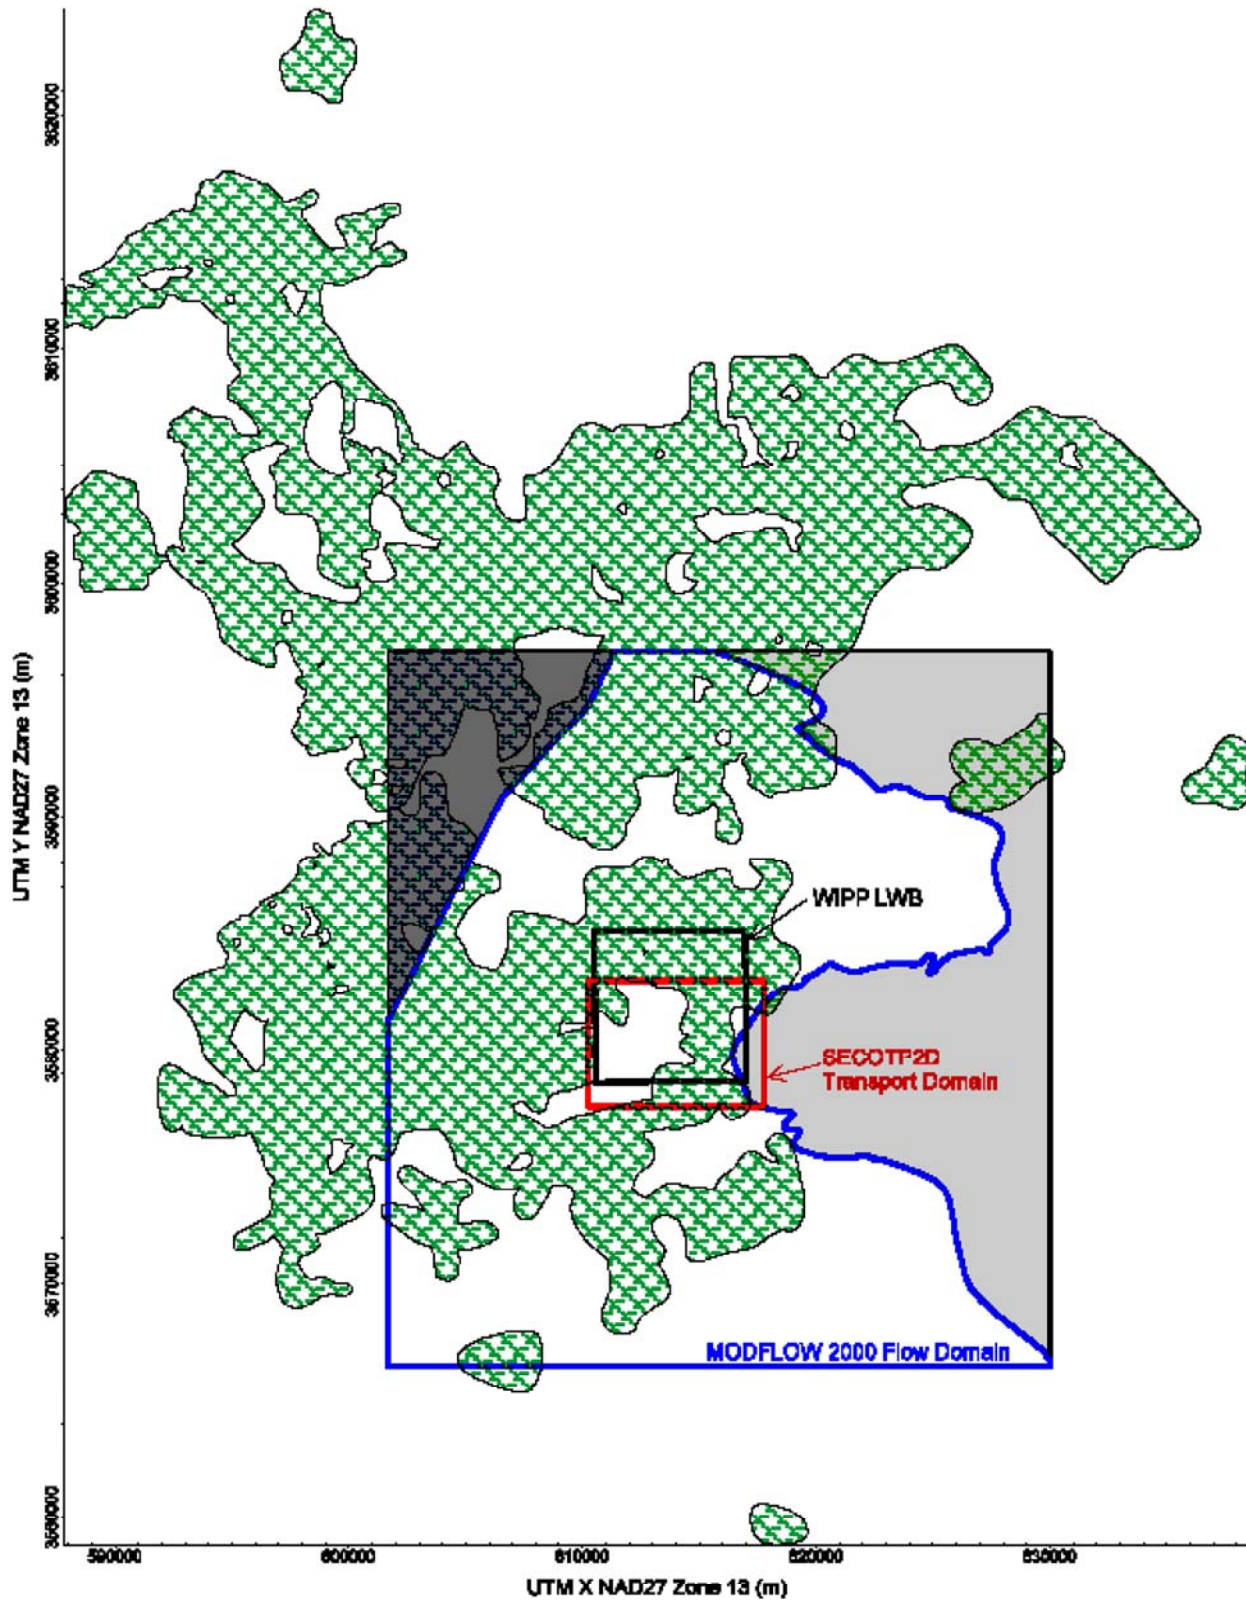 3620000
3610000
3600000
3590000
3580000
3570000
3560000
UTM Y NAD27 Zone 13 (m)
WIPP LWB
SECOTP2D
Transport Domain
MODFLOW 2000 Flow Domain
590000 600000 610000 620000 630000
UTM X NAD27 Zone 13 (m)